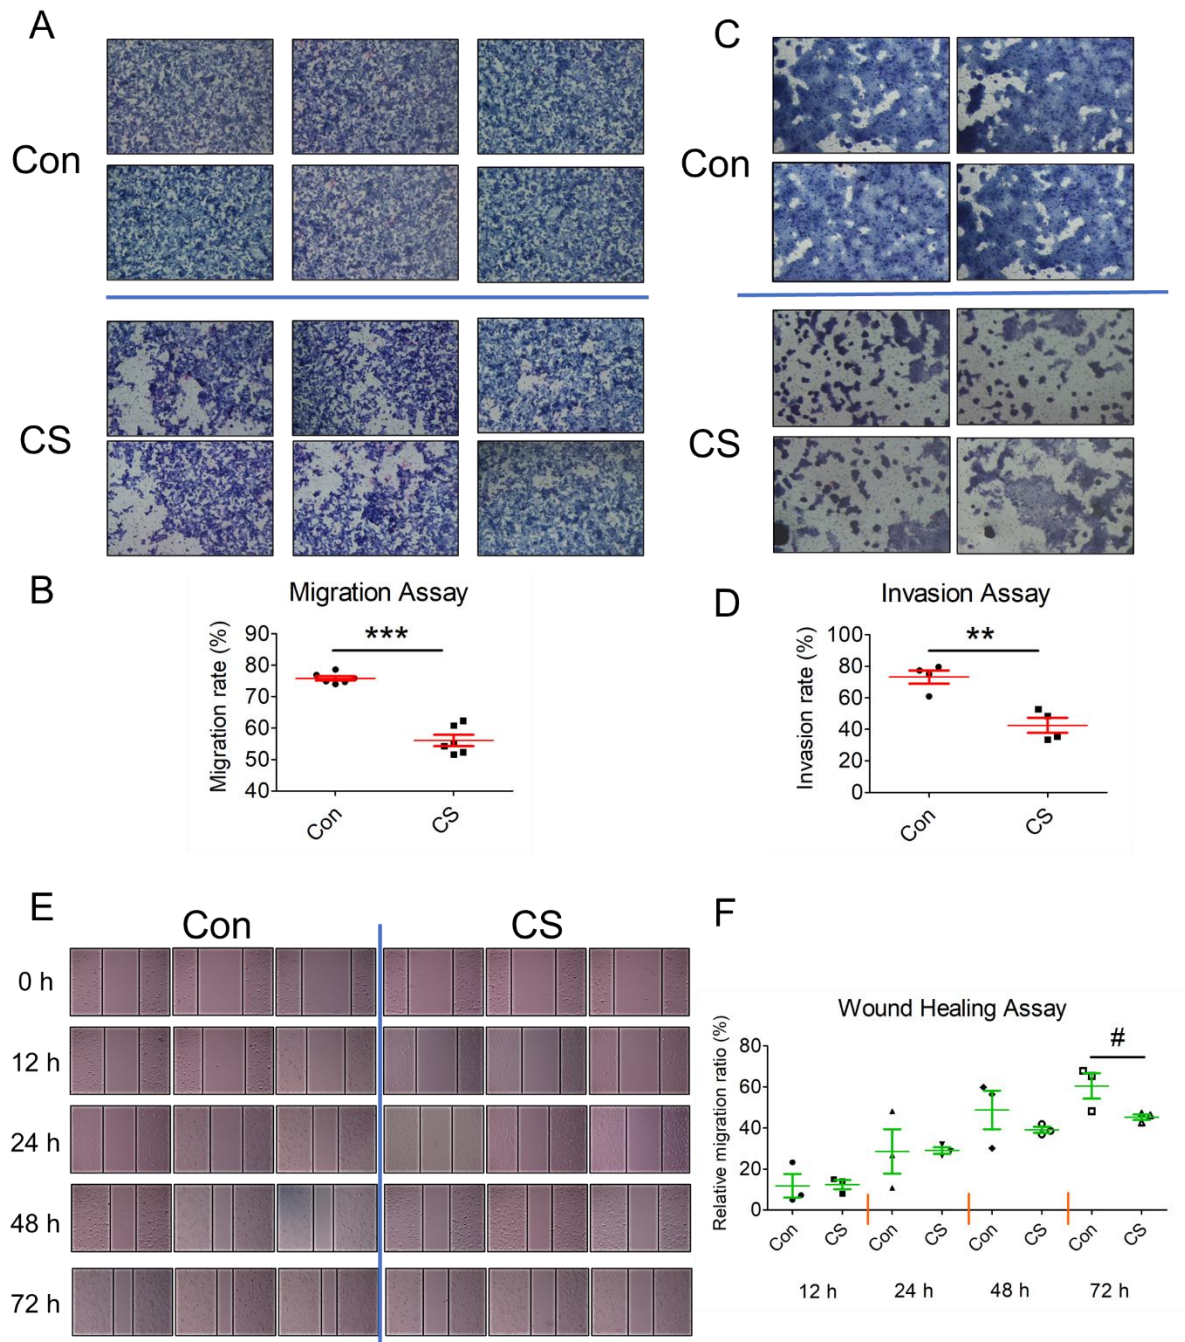 A
Con
CS
C
Con
CS
B
Migration Assay
Migration rate (%)
90
80
70
60
50
40
***
Con
CS
D
Invasion Assay
Invasion rate (%)
100
80
60
40
20
0
**
Con
CS
E
Con
CS
0 h
12 h
24 h
48 h
72 h
F
Wound Healing Assay
Relative migration ratio (%)
80
60
40
20
0
#
Con
CS
Con
CS
Con
CS
Con
CS
12 h
24 h
48 h
72 h